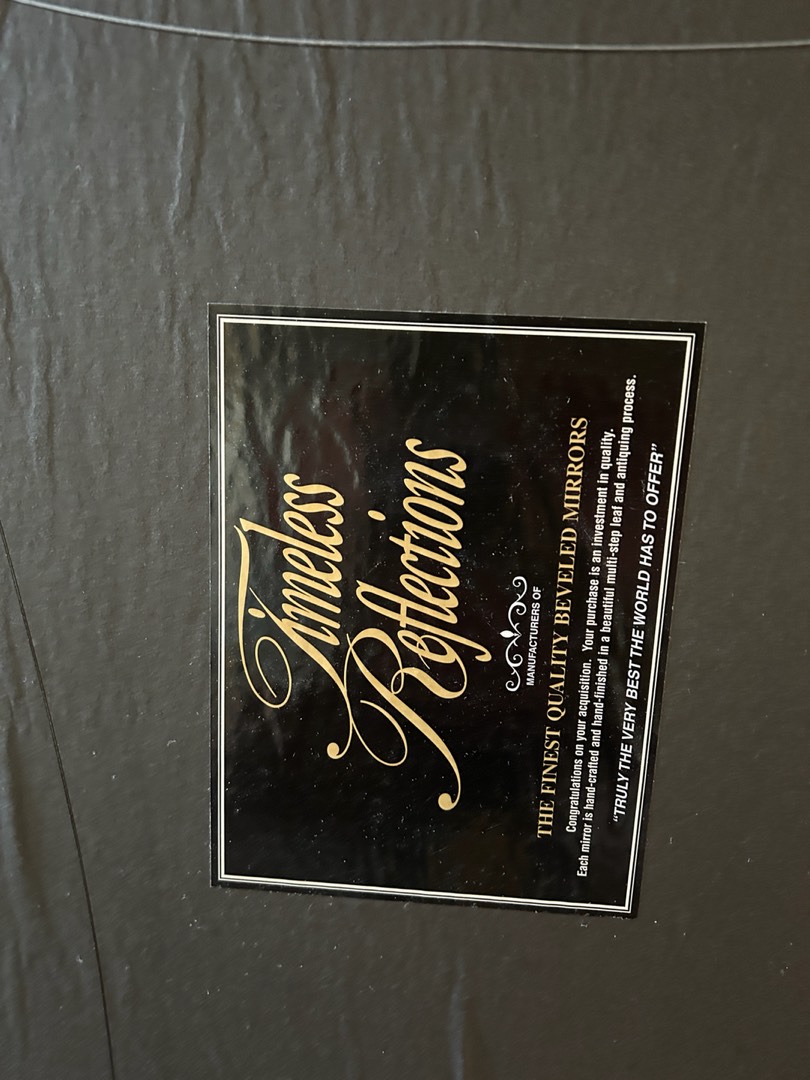 Timeless
Reflections
MANUFACTURERS OF
THE FINEST QUALITY BEVELED MIRRORS
Congratulations on your acquisition. Your purchase is an investment in quality.
Each mirror is hand-crafted and hand-finished in a beautiful multi-step leaf and antiquing process.
“TRULY THE VERY BEST THE WORLD HAS TO OFFER”